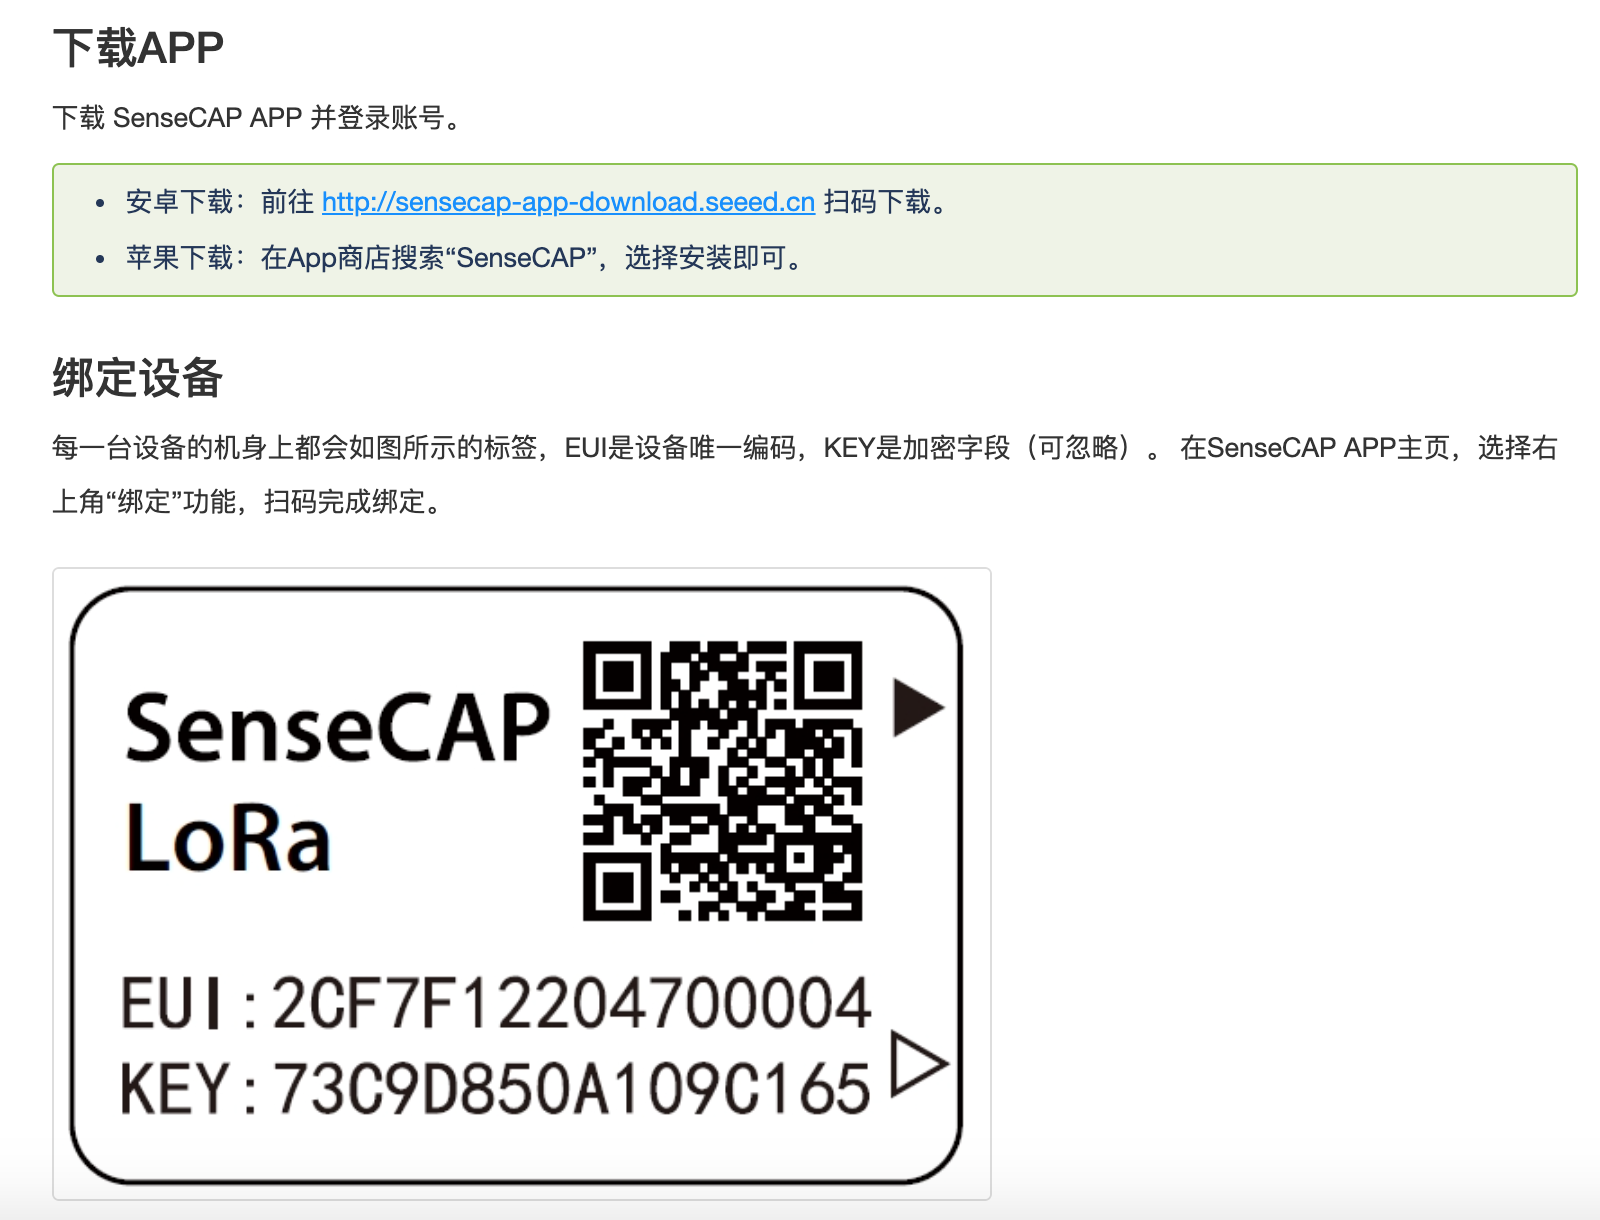 下载APP
下载 SenseCAP APP 并登录账号。
• 安卓下载：前往 http://sensecap-app-download.seeed.cn 扫码下载。
• 苹果下载：在App商店搜索“SenseCAP”，选择安装即可。
绑定设备
每一台设备的机身上都会如图所示的标签，EUI是设备唯一编码，KEY是加密字段（可忽略）。 在SenseCAP APP主页，选择右
上角“绑定”功能，扫码完成绑定。
SenseCAP
LoRa
EUI:2CF7F12204700004
KEY:73C9D850A109C165